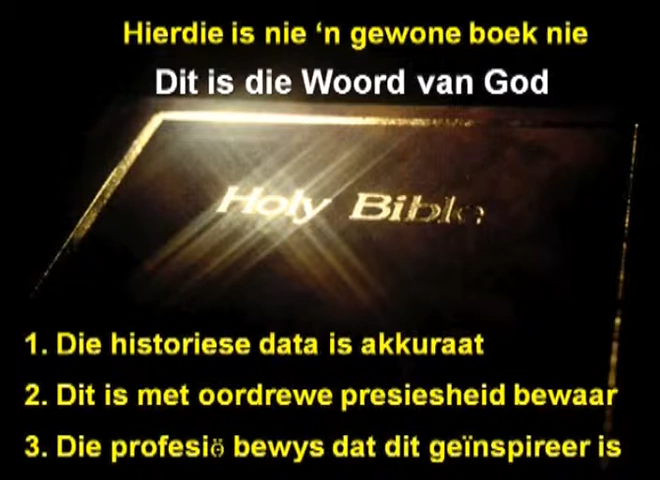 Hierdie is nie ‘n gewone boek nie
Dit is die Woord van God
Holy Bible
1. Die historiese data is akkuraat
2. Dit is met oordrewe presiesheid bewaar
3. Die profesië bewys dat dit geïnspireer is